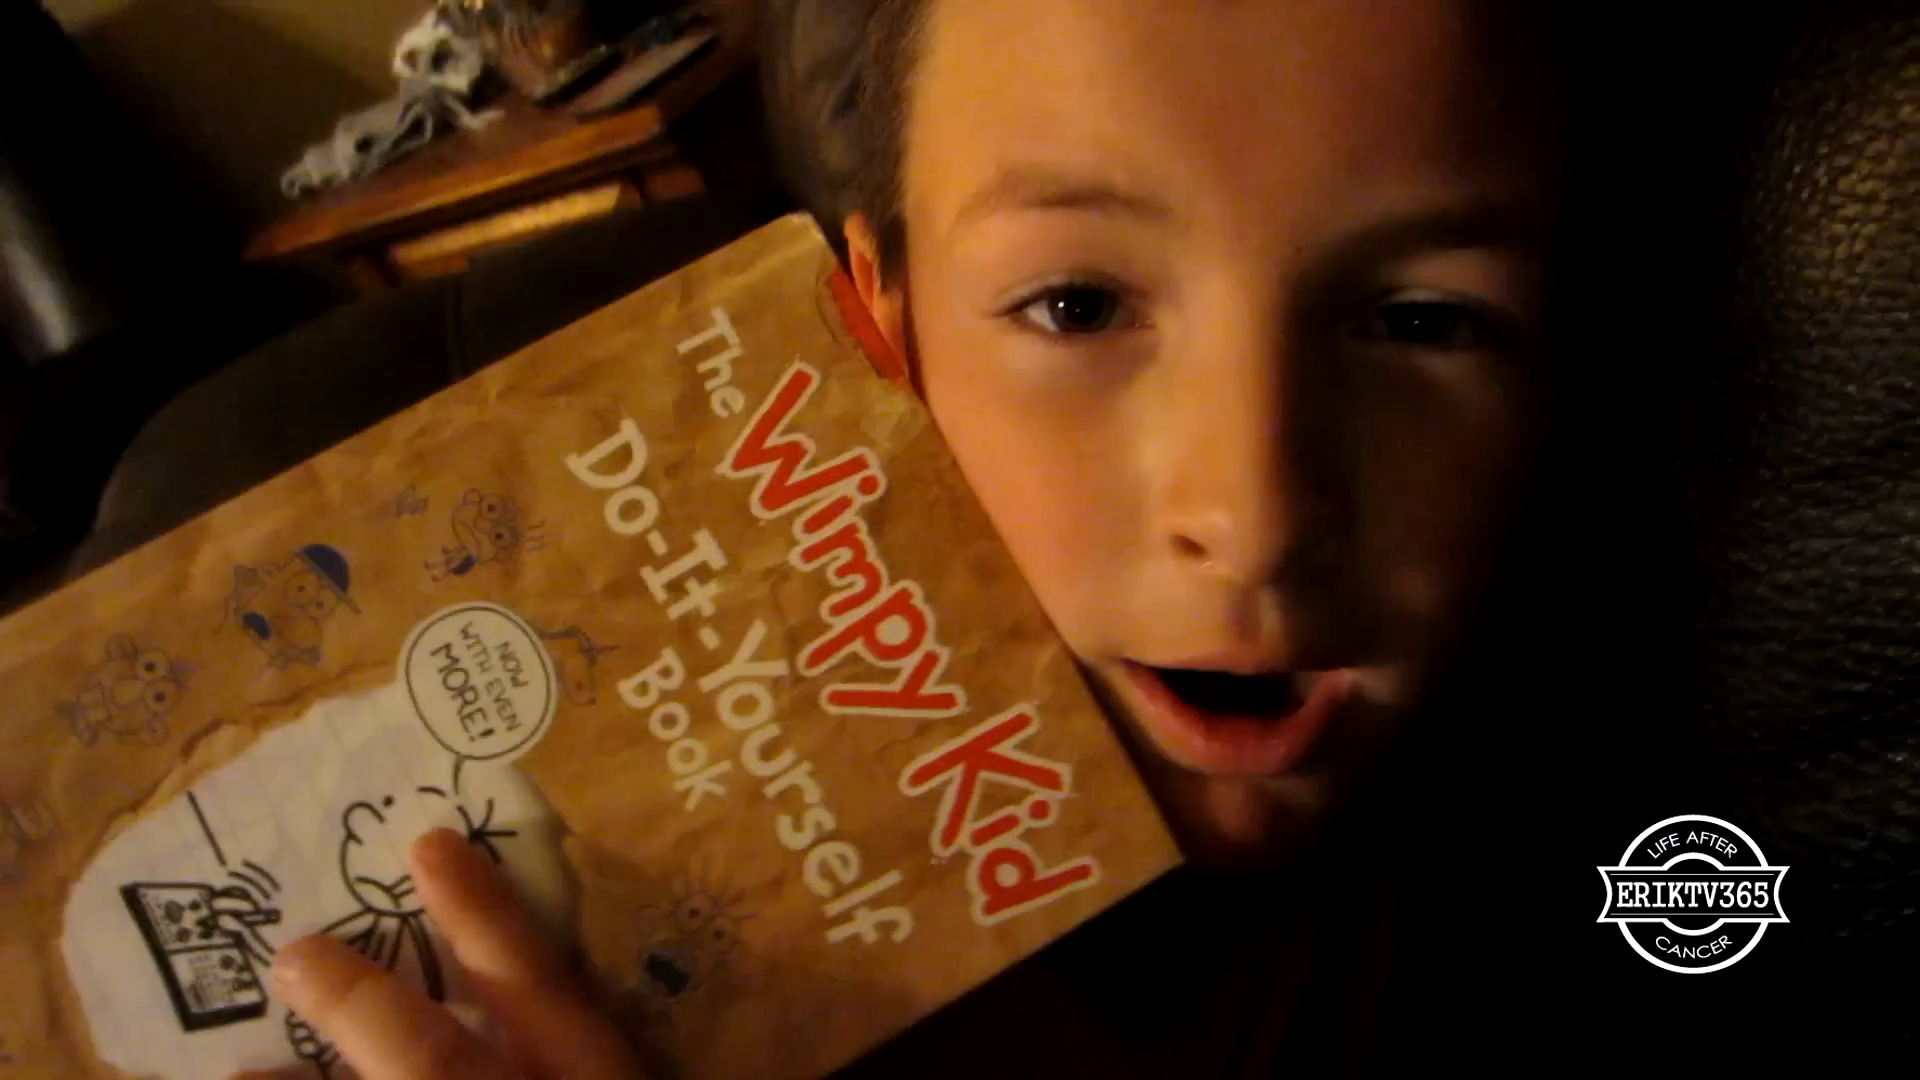 The
Wimpy Kid
Do-It-Yourself
Book
NOW
WITH EVEN
MORE!
LIFE AFTER
ERIKTV365
CANCER